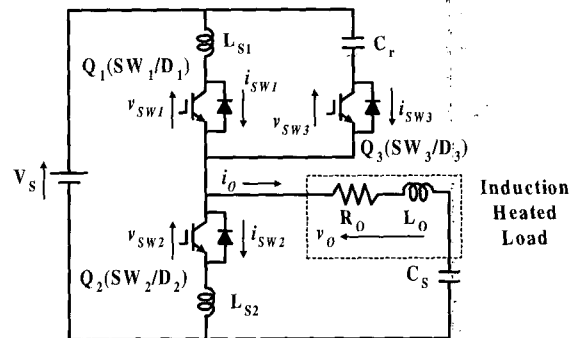 L_S1
C_r
Q_1(SW_1/D_1)
i_SW1
v_SW1
v_SW3
i_SW3
Q_3(SW_3/D_3)
V_S
i_O
Induction
Heated
Load
R_O
L_O
v_O
v_SW2
i_SW2
C_S
Q_2(SW_2/D_2)
L_S2